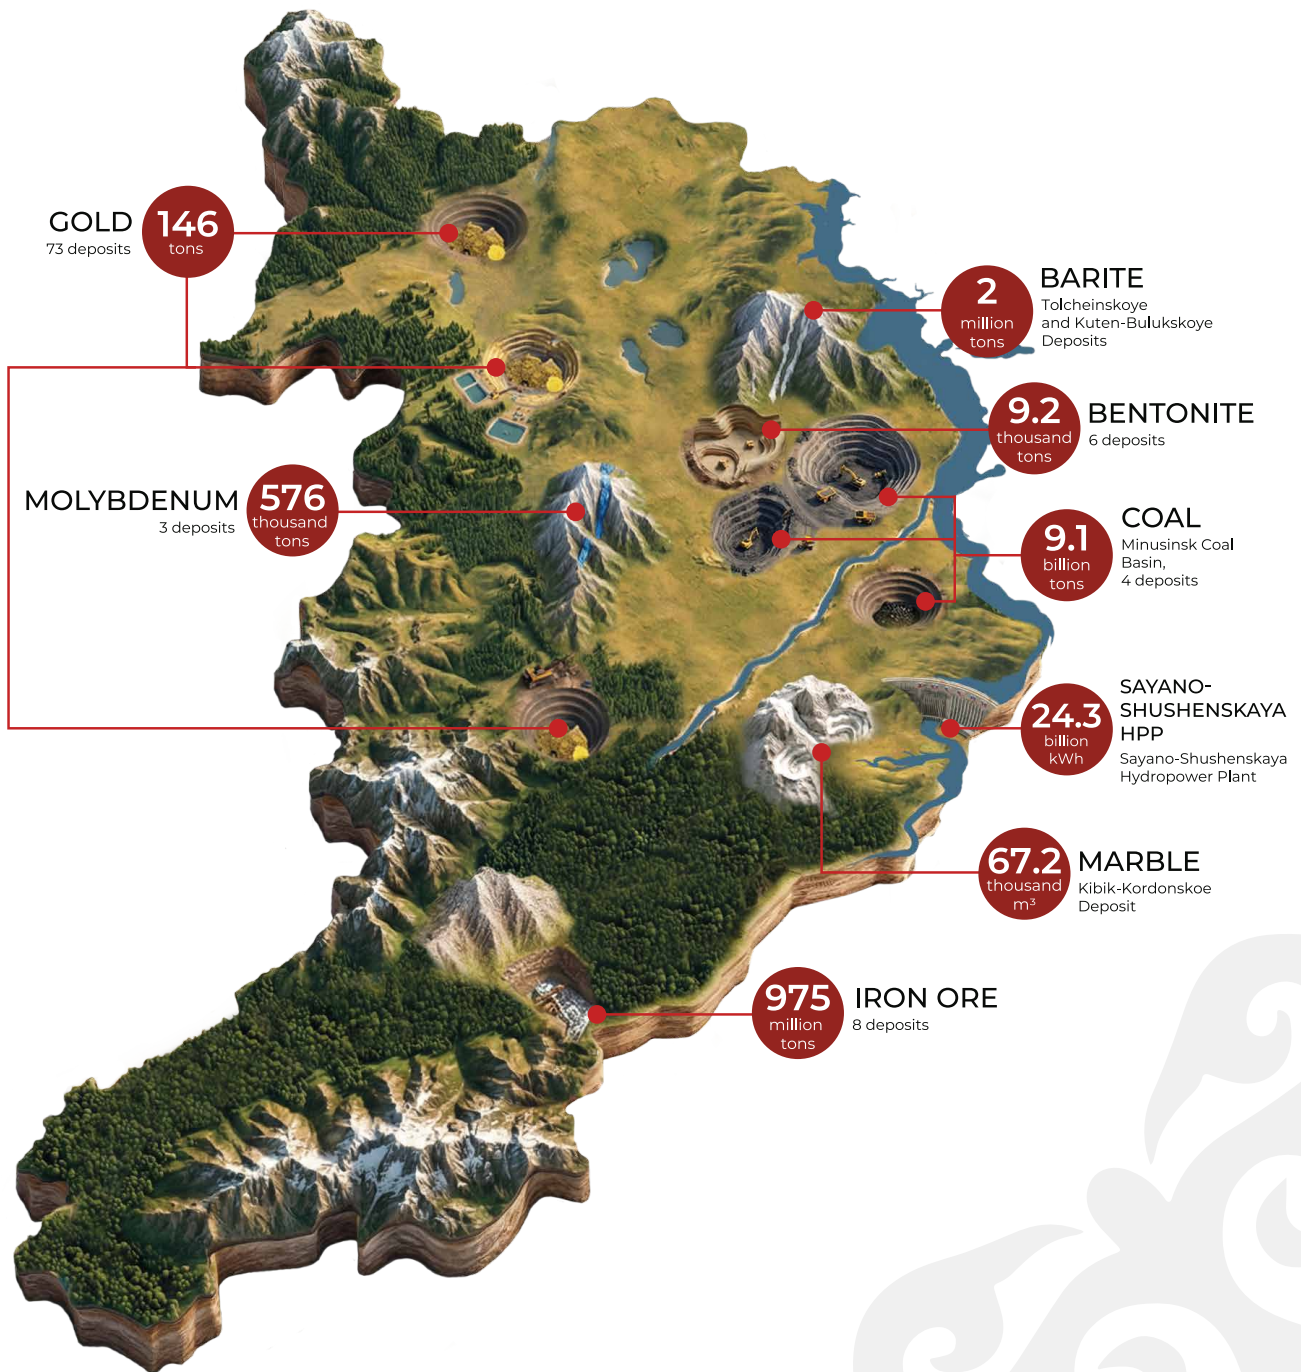 GOLD
73 deposits
146
tons
BARITE
Tolcheinskoye
and Kuten-Bulukskoye
Deposits
2
million
tons
BENTONITE
6 deposits
9.2
thousand
tons
MOLYBDENUM
3 deposits
576
thousand
tons
COAL
Minusinsk Coal
Basin,
4 deposits
9.1
billion
tons
SAYANO-
SHUSHENSKAYA
HPP
Sayano-Shushenskaya
Hydropower Plant
24.3
billion
kWh
MARBLE
Kibik-Kordonskoe
Deposit
67.2
thousand
m³
IRON ORE
8 deposits
975
million
tons